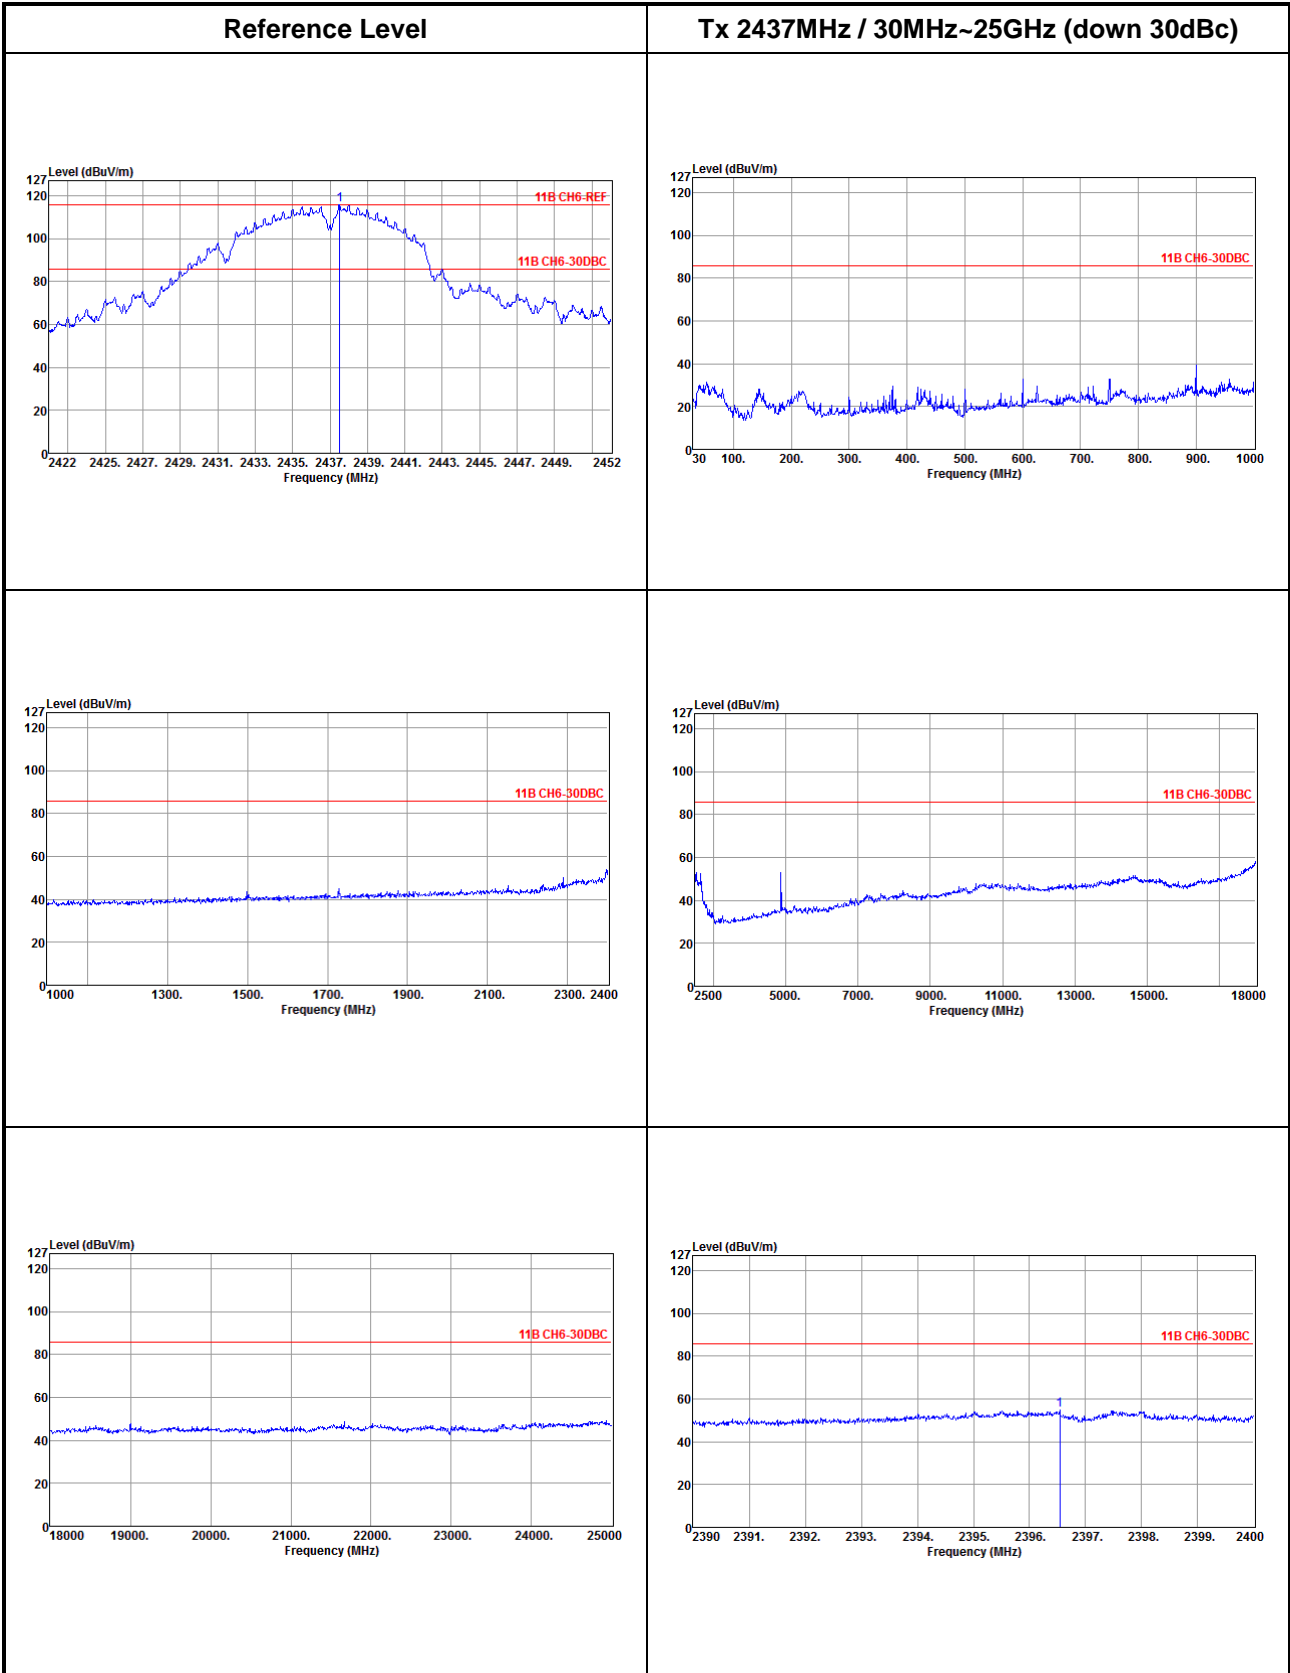 Reference Level
Tx 2437MHz / 30MHz~25GHz (down 30dBc)
Level (dBuV/m)
127
120
11B CH6-REF
1
100
11B CH6-30DBC
80
60
40
20
0
2422 2425. 2427. 2429. 2431. 2433. 2435. 2437. 2439. 2441. 2443. 2445. 2447. 2449. 2452
Frequency (MHz)
Level (dBuV/m)
127
120
100
11B CH6-30DBC
80
60
40
20
0
30 100. 200. 300. 400. 500. 600. 700. 800. 900. 1000
Frequency (MHz)
Level (dBuV/m)
127
120
100
11B CH6-30DBC
80
60
40
20
0
1000 1300. 1500. 1700. 1900. 2100. 2300. 2400
Frequency (MHz)
Level (dBuV/m)
127
120
100
11B CH6-30DBC
80
60
40
20
0
2500 5000. 7000. 9000. 11000. 13000. 15000. 18000
Frequency (MHz)
Level (dBuV/m)
127
120
100
11B CH6-30DBC
80
60
40
20
0
18000 19000. 20000. 21000. 22000. 23000. 24000. 25000
Frequency (MHz)
Level (dBuV/m)
127
120
100
11B CH6-30DBC
80
60
1
40
20
0
2390 2391. 2392. 2393. 2394. 2395. 2396. 2397. 2398. 2399. 2400
Frequency (MHz)